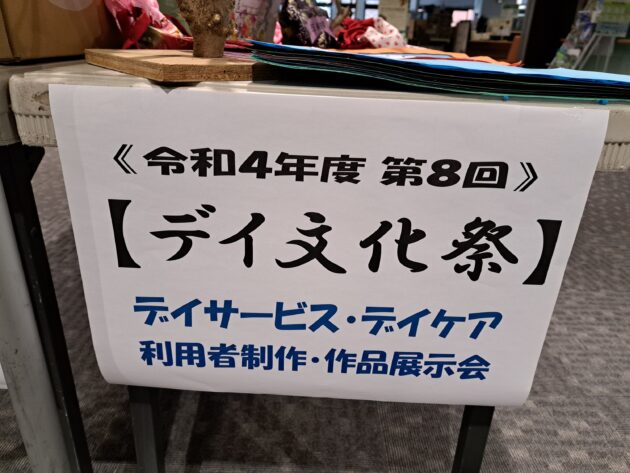 《令和4年度 第8回》
【デイ文化祭】
デイサービス・デイケア
利用者制作・作品展示会